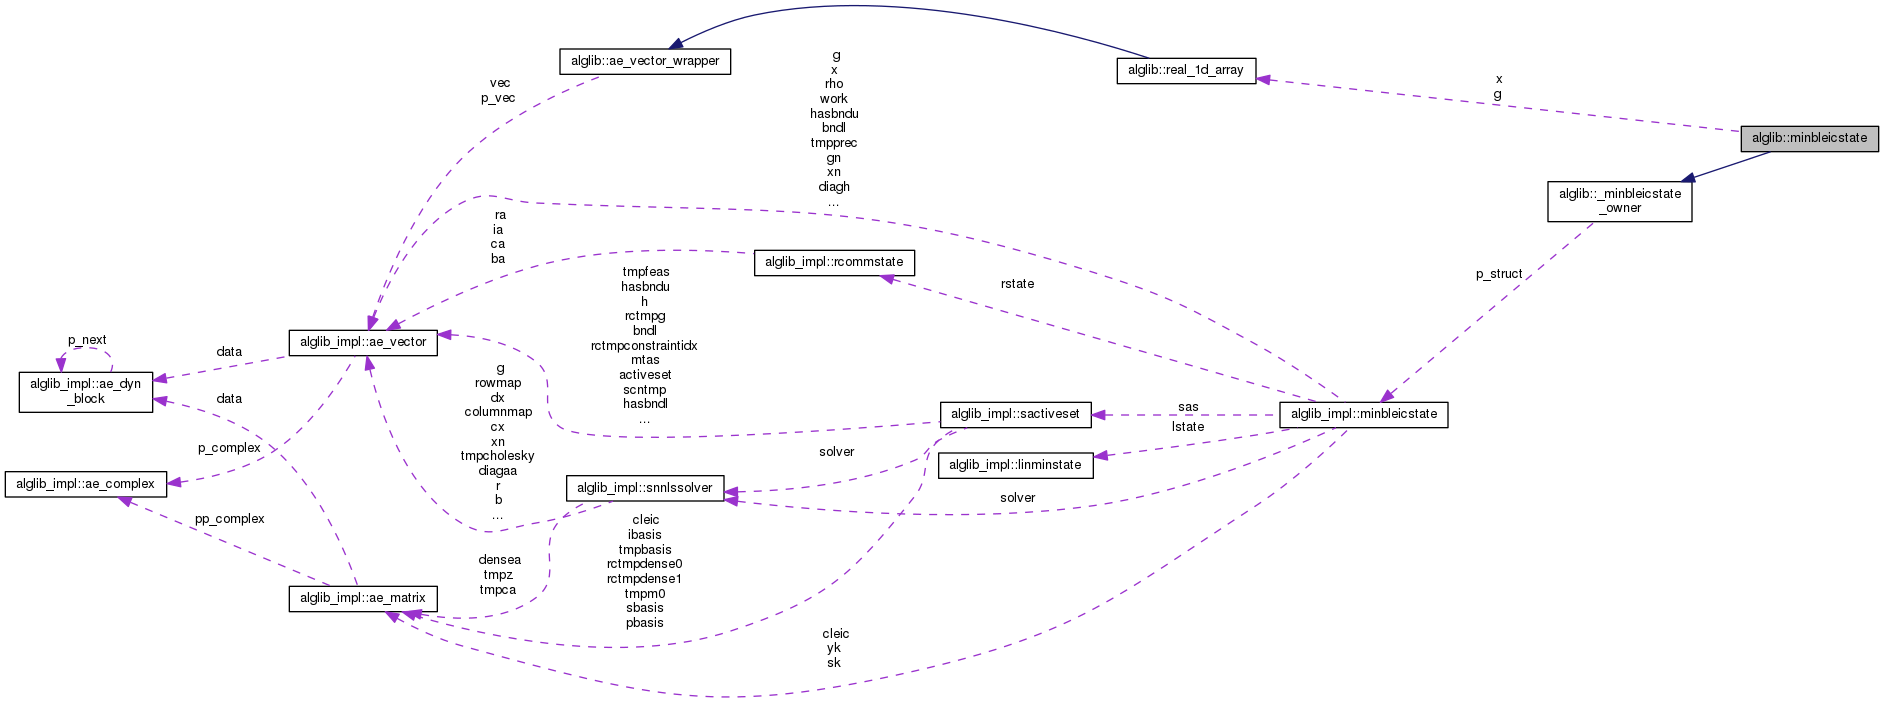 alglib::ae_vector_wrapper
alglib::real_1d_array
alglib::minbleicstate
alglib::_minbleicstate
_owner
alglib_impl::rcommstate
alglib_impl::ae_vector
alglib_impl::ae_dyn
_block
alglib_impl::minbleicstate
alglib_impl::sactiveset
alglib_impl::linminstate
alglib_impl::snnlssolver
alglib_impl::ae_complex
alglib_impl::ae_matrix
vec
p_vec
g
x
rho
work
hasbndu
bndl
tmpprec
gn
xn
diagh
...
x
g
ra
ia
ca
ba
rstate
p_struct
tmpfeas
hasbndu
h
rctmpg
bndl
rctmpconstraintidx
mtas
activeset
scntmp
hasbndl
...
p_next
data
data
p_complex
pp_complex
g
rowmap
dx
columnmap
cx
xn
tmpcholesky
diagaa
r
b
...
sas
lstate
solver
solver
densea
tmpz
tmpca
cleic
ibasis
tmpbasis
rctmpdense0
rctmpdense1
tmpm0
sbasis
pbasis
cleic
yk
sk